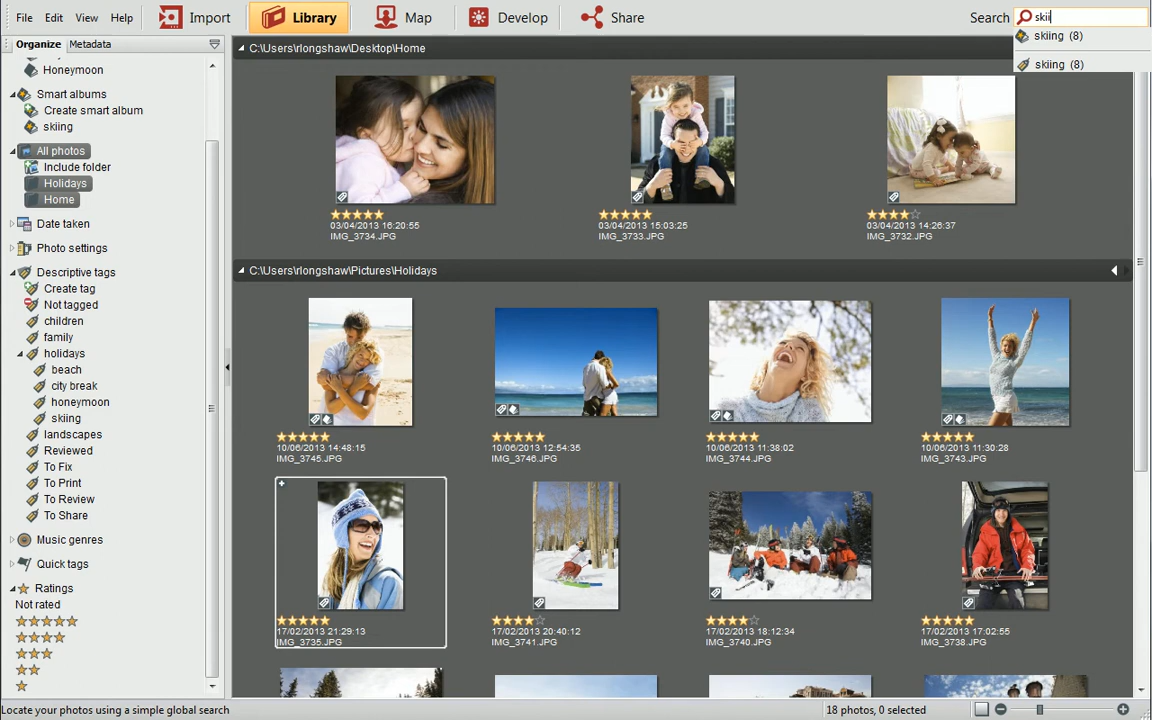 File Edit View Help Import Library Map Develop Share Search skii
skiing (8)
skiing (8)
Organize Metadata
Honeymoon
Smart albums
Create smart album
skiing
All photos
Include folder
Holidays
Home
Date taken
Photo settings
Descriptive tags
Create tag
Not tagged
children
family
holidays
beach
city break
honeymoon
skiing
landscapes
Reviewed
To Fix
To Print
To Review
To Share
Music genres
Quick tags
Ratings
Not rated
C:\Users\rlongshaw\Desktop\Home
03/04/2013 16:20:55
IMG_3734.JPG
03/04/2013 15:03:25
IMG_3733.JPG
03/04/2013 14:26:37
IMG_3732.JPG
C:\Users\rlongshaw\Pictures\Holidays
10/06/2013 14:48:15
IMG_3745.JPG
10/06/2013 12:54:35
IMG_3746.JPG
10/06/2013 11:38:02
IMG_3744.JPG
10/06/2013 11:30:28
IMG_3743.JPG
17/02/2013 21:29:13
IMG_3735.JPG
17/02/2013 20:40:12
IMG_3741.JPG
17/02/2013 18:12:34
IMG_3740.JPG
17/02/2013 17:02:55
IMG_3738.JPG
Locate your photos using a simple global search
18 photos, 0 selected